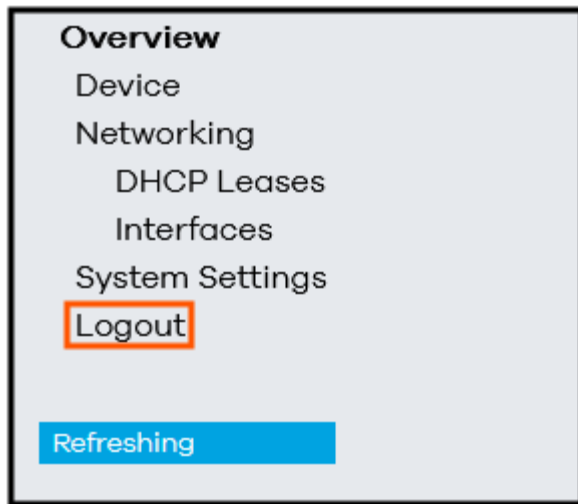 Overview
Device
Networking
DHCP Leases
Interfaces
System Settings
Logout
Refreshing